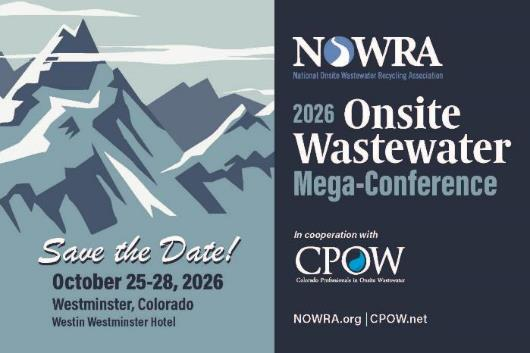 Save the Date!
October 25-28, 2026
Westminster, Colorado
Westin Westminster Hotel
NOWRA
National Onsite Wastewater Recycling Association
2026 Onsite
Wastewater
Mega-Conference
In cooperation with
CPOW
Colorado Professionals in Onsite Wastewater
NOWRA.org | CPOW.net